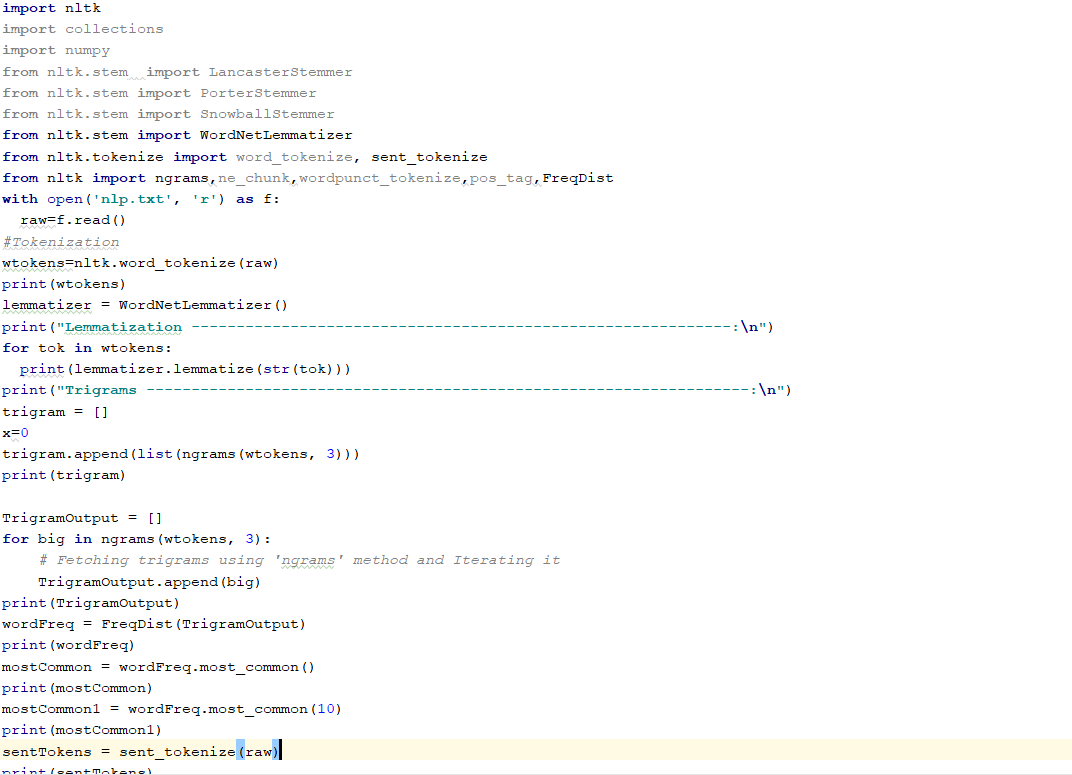 import nltk
import collections
import numpy
from nltk.stem  import LancasterStemmer
from nltk.stem import PorterStemmer
from nltk.stem import SnowballStemmer
from nltk.stem import WordNetLemmatizer
from nltk.tokenize import word_tokenize, sent_tokenize
from nltk import ngrams,ne_chunk,wordpunct_tokenize,pos_tag,FreqDist
with open('nlp.txt', 'r') as f:
  raw=f.read()
#Tokenization
wtokens=nltk.word_tokenize(raw)
print(wtokens)
lemmatizer = WordNetLemmatizer()
print("Lemmatization ------------------------------------------------------------:\n")
for tok in wtokens:
  print(lemmatizer.lemmatize(str(tok)))
print("Trigrams -------------------------------------------------------------------:\n")
trigram = []
x=0
trigram.append(list(ngrams(wtokens, 3)))
print(trigram)

TrigramOutput = []
for big in ngrams(wtokens, 3):
    # Fetching trigrams using 'ngrams' method and Iterating it
    TrigramOutput.append(big)
print(TrigramOutput)
wordFreq = FreqDist(TrigramOutput)
print(wordFreq)
mostCommon = wordFreq.most_common()
print(mostCommon)
mostCommon1 = wordFreq.most_common(10)
print(mostCommon1)
sentTokens = sent_tokenize(raw)
print(sentTokens)